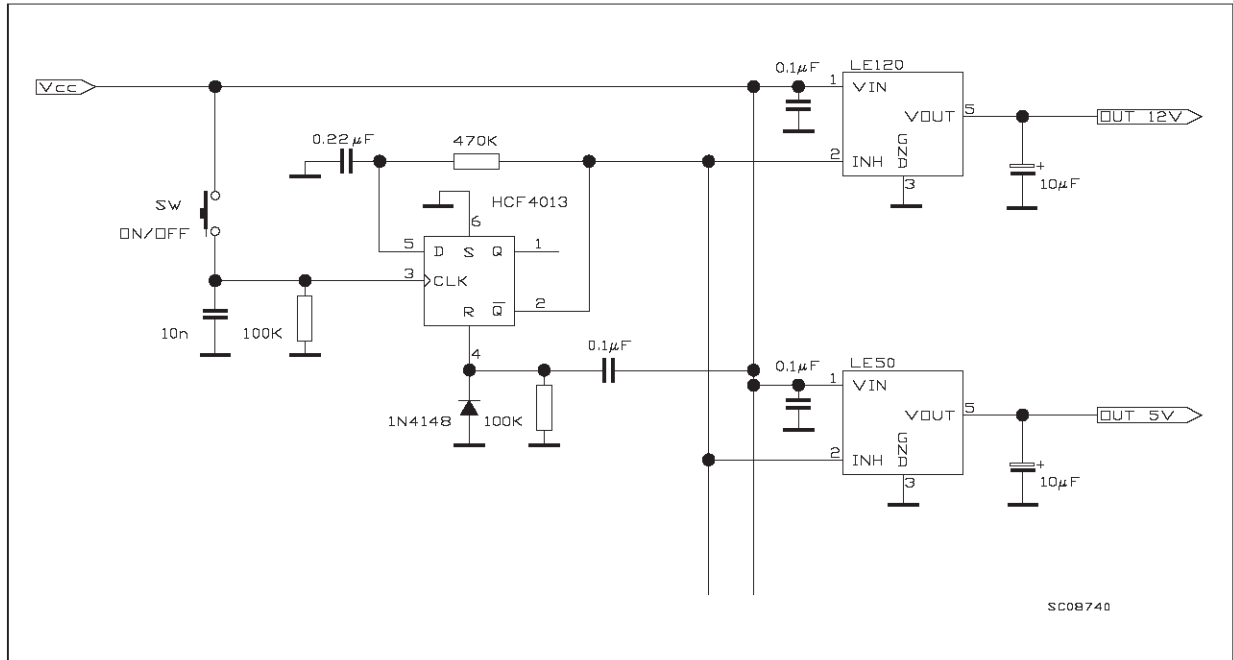 Vcc
SW
ON/OFF
10n
100K
0.22µF
470K
HCF4013
6
5
D
S
Q
1
3
CLK
R
Q̅
2
4
1N4148
100K
0.1µF
0.1µF
LE120
1
VIN
VOUT
5
GND
2
INH
3
OUT 12V
+
10µF
0.1µF
LE50
1
VIN
VOUT
5
GND
2
INH
3
OUT 5V
+
10µF
SC08740